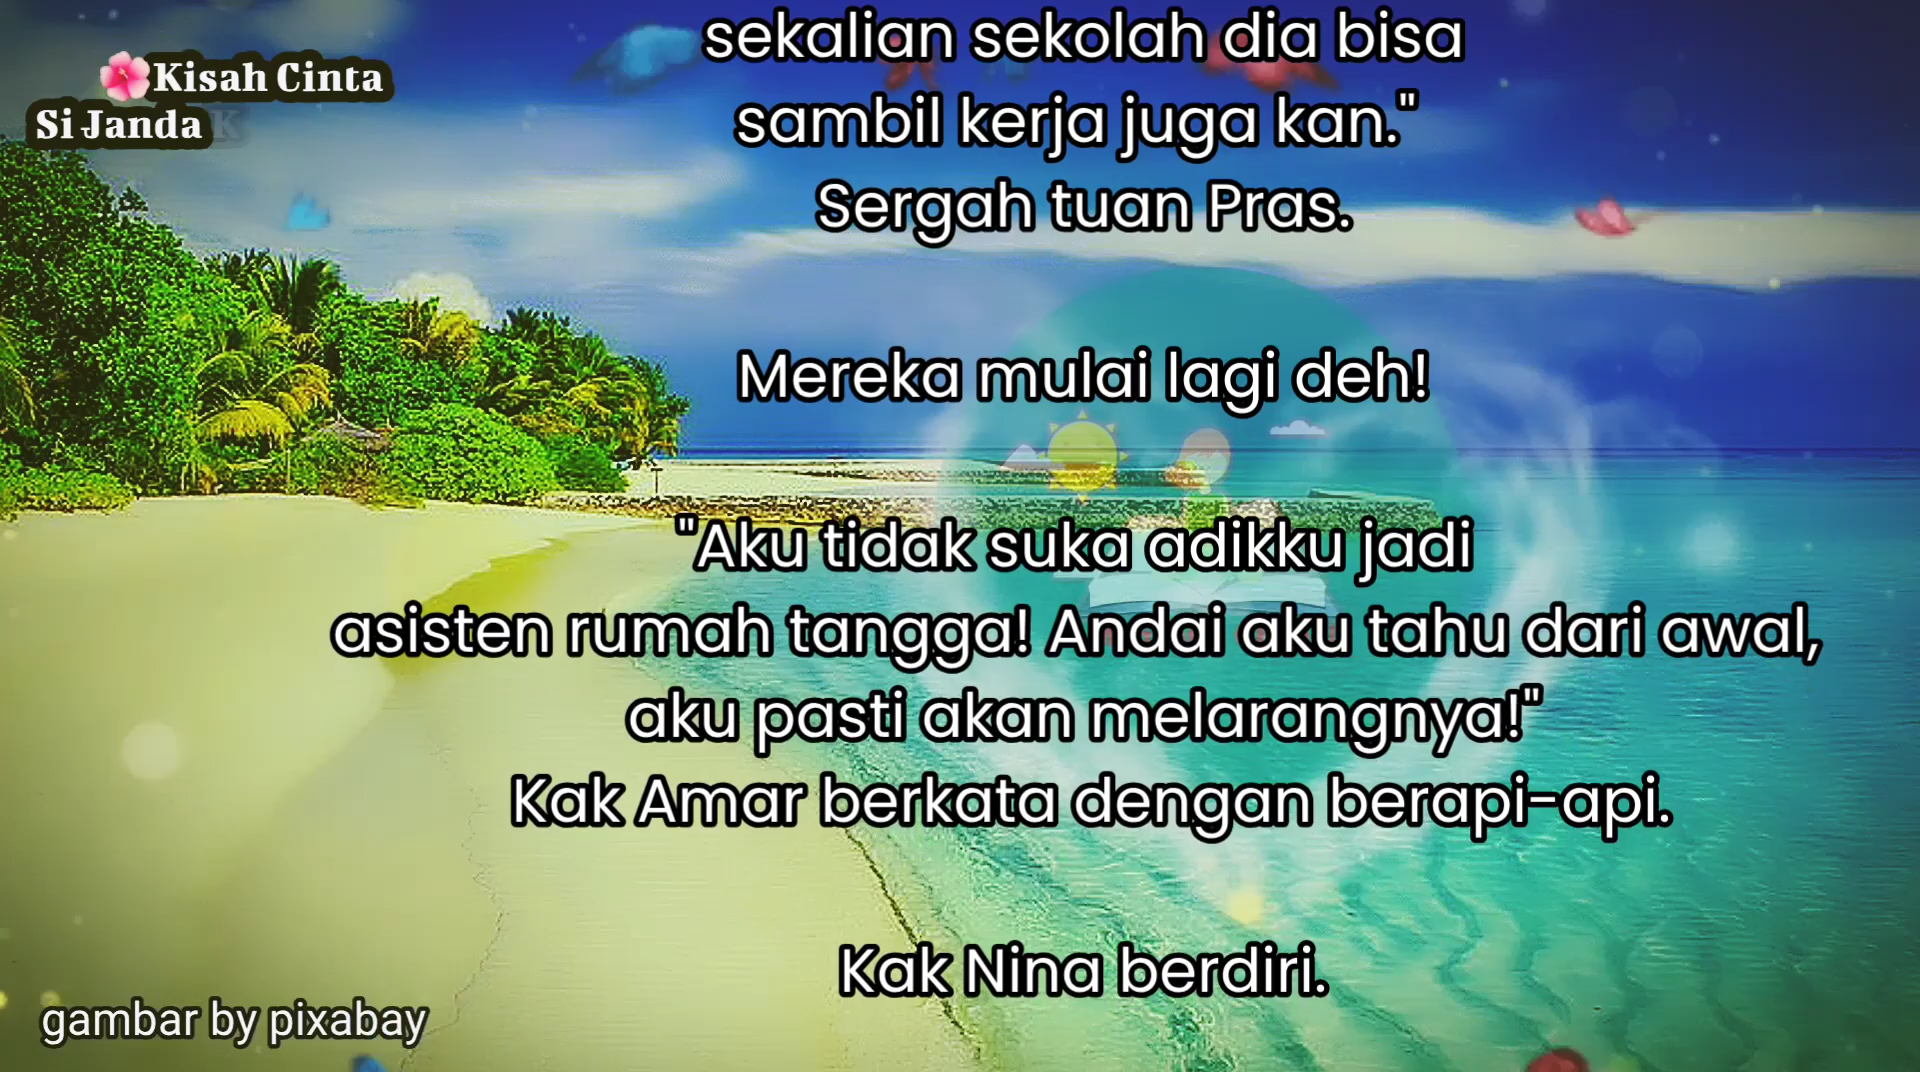 Kisah Cinta
Si Janda
sekalian sekolah dia bisa
sambil kerja juga kan."
Sergah tuan Pras.
Mereka mulai lagi deh!
"Aku tidak suka adikku jadi
asisten rumah tangga! Andai aku tahu dari awal,
aku pasti akan melarangnya!"
Kak Amar berkata dengan berapi-api.
Kak Nina berdiri.
gambar by pixabay